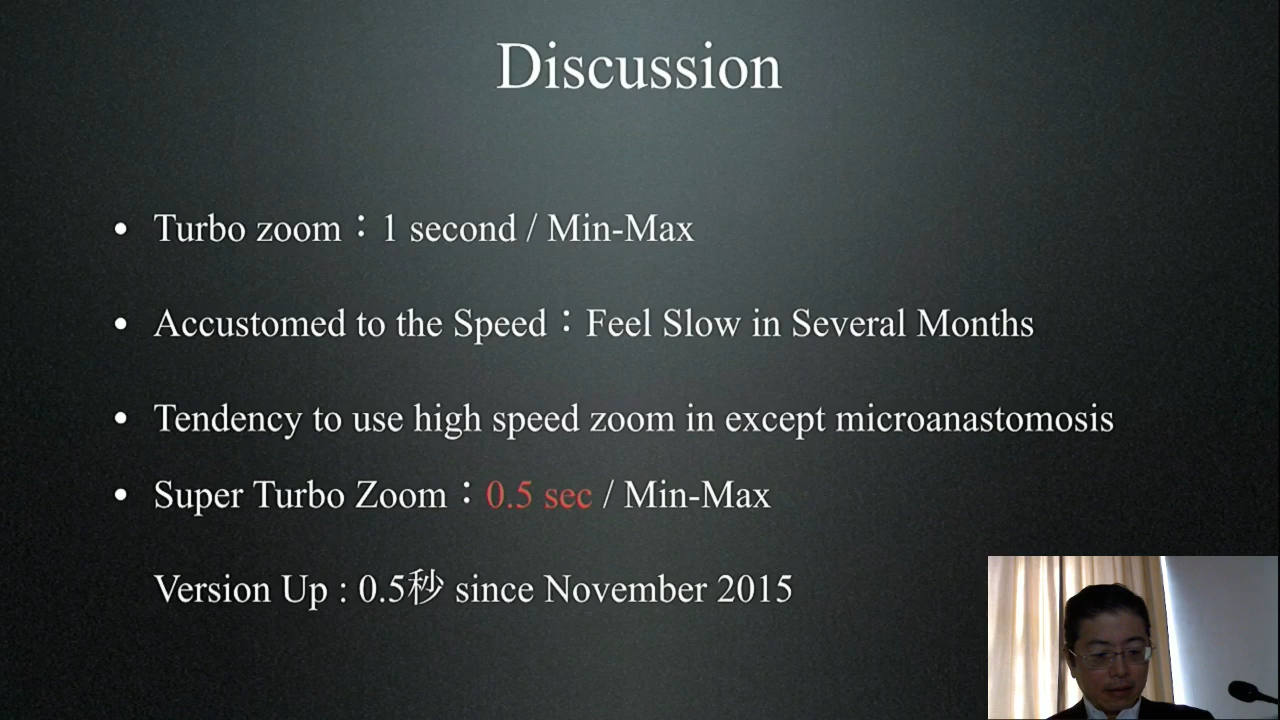 Discussion
• Turbo zoom：1 second / Min-Max
• Accustomed to the Speed：Feel Slow in Several Months
• Tendency to use high speed zoom in except microanastomosis
• Super Turbo Zoom：0.5 sec / Min-Max
Version Up : 0.5秒 since November 2015